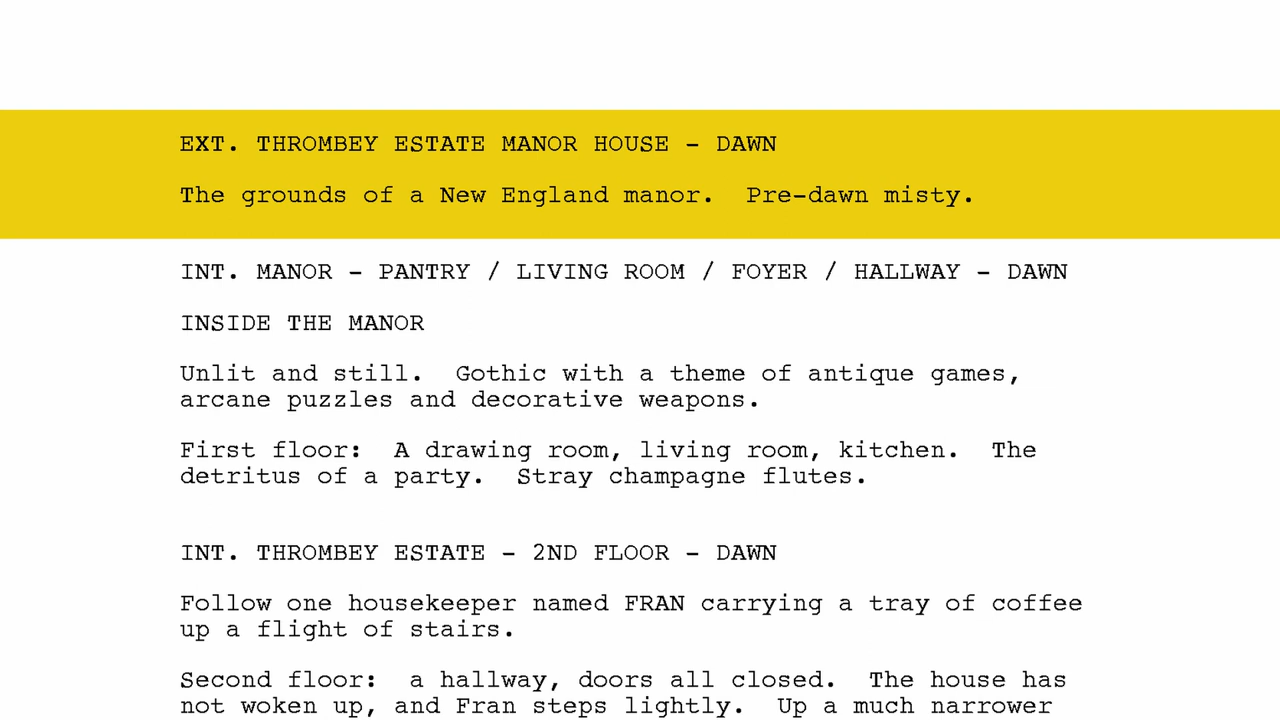 EXT. THROMBEY ESTATE MANOR HOUSE - DAWN
The grounds of a New England manor.  Pre-dawn misty.
INT. MANOR - PANTRY / LIVING ROOM / FOYER / HALLWAY - DAWN
INSIDE THE MANOR
Unlit and still.  Gothic with a theme of antique games,
arcane puzzles and decorative weapons.
First floor:  A drawing room, living room, kitchen.  The
detritus of a party.  Stray champagne flutes.
INT. THROMBEY ESTATE - 2ND FLOOR - DAWN
Follow one housekeeper named FRAN carrying a tray of coffee
up a flight of stairs.
Second floor:  a hallway, doors all closed.  The house has
not woken up, and Fran steps lightly.  Up a much narrower